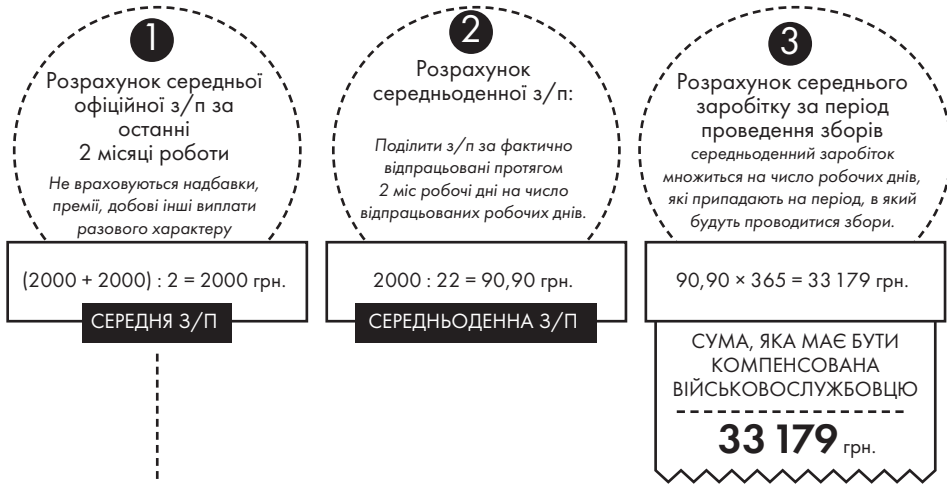 1
Розрахунок середньої
офіційної з/п за
останні
2 місяці роботи
Не враховуються надбавки,
премії, добові інші виплати
разового характеру
(2000 + 2000) : 2 = 2000 грн.
СЕРЕДНЯ З/П
2
Розрахунок
середньоденної з/п:
Поділити з/п за фактично
відпрацьовані протягом
2 міс робочі дні на число
відпрацьованих робочих днів.
2000 : 22 = 90,90 грн.
СЕРЕДНЬОДЕННА З/П
3
Розрахунок середнього
заробітку за період
проведення зборів
середньоденний заробіток
множиться на число робочих днів,
які припадають на період, в який
будуть проводитися збори.
90,90 × 365 = 33 179 грн.
СУМА, ЯКА МАЄ БУТИ
КОМПЕНСОВАНА
ВІЙСЬКОВОСЛУЖБОВЦЮ
33 179 грн.